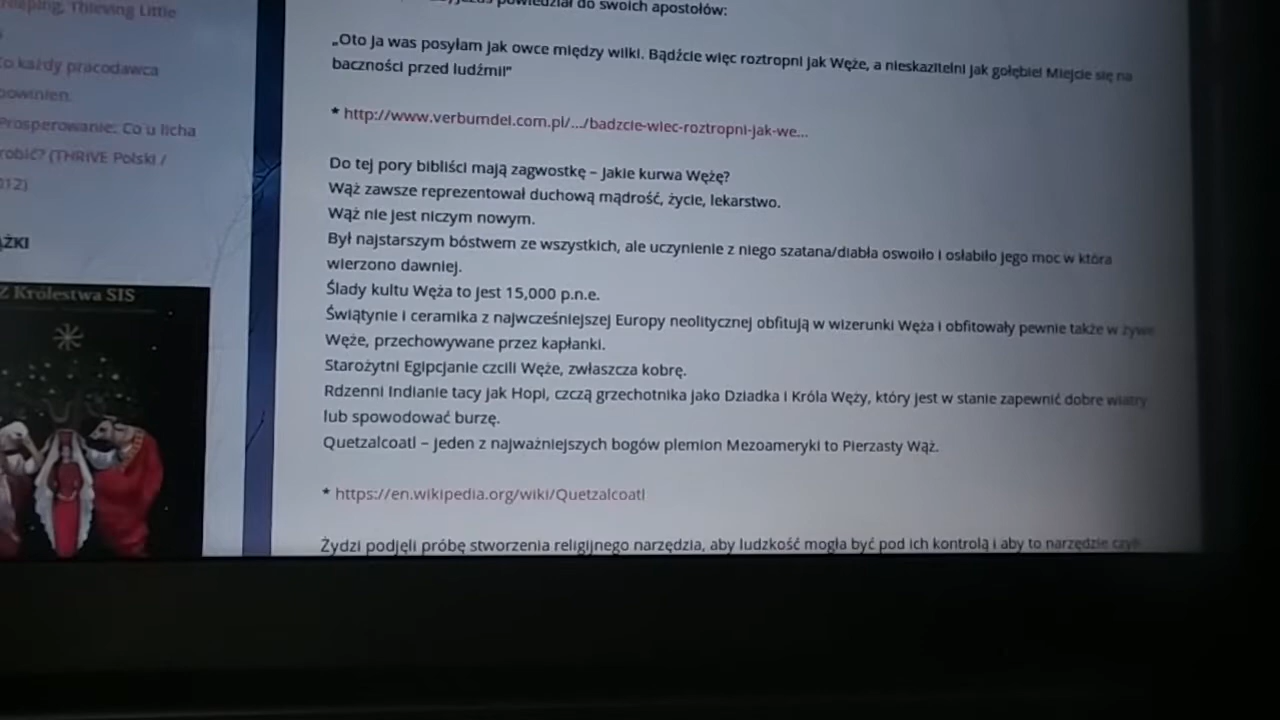 Thieving Little
Co każdy pracodawca
powinien:
Prosperowanie: Co u licha
robić? (THRIVE Polski /
Z Królestwa SIS
powiedział do swoich apostołów:
„Oto ja was posyłam jak owce między wilki. Bądźcie więc roztropni jak Węże, a nieskazitelni jak gołębie! Miejcie się na
baczności przed ludźmi!”
* http://www.verbumdei.com.pl/.../badzcie-wiec-roztropni-jak-we...
Do tej pory bibliści mają zagwostkę – jakie kurwa Wężę?
Wąż zawsze reprezentował duchową mądrość, życie, lekarstwo.
Wąż nie jest niczym nowym.
Był najstarszym bóstwem ze wszystkich, ale uczynienie z niego szatana/diabła oswoiło i osłabiło jego moc w która
wierzono dawniej.
Ślady kultu Węża to jest 15,000 p.n.e.
Świątynie i ceramika z najwcześniejszej Europy neolitycznej obfitują w wizerunki Węża i obfitowały pewnie także w żywe
Węże, przechowywane przez kapłanki.
Starożytni Egipcjanie czcili Węże, zwłaszcza kobrę.
Rdzenni Indianie tacy jak Hopi, czczą grzechotnika jako Dziadka i Króla Węży, który jest w stanie zapewnić dobre wiatry
lub spowodować burzę.
Quetzalcoatl – jeden z najważniejszych bogów plemion Mezoameryki to Pierzasty Wąż.
* https://en.wikipedia.org/wiki/Quetzalcoatl
Żydzi podjęli próbę stworzenia religijnego narzędzia, aby ludzkość mogła być pod ich kontrolą i aby to narzędzie